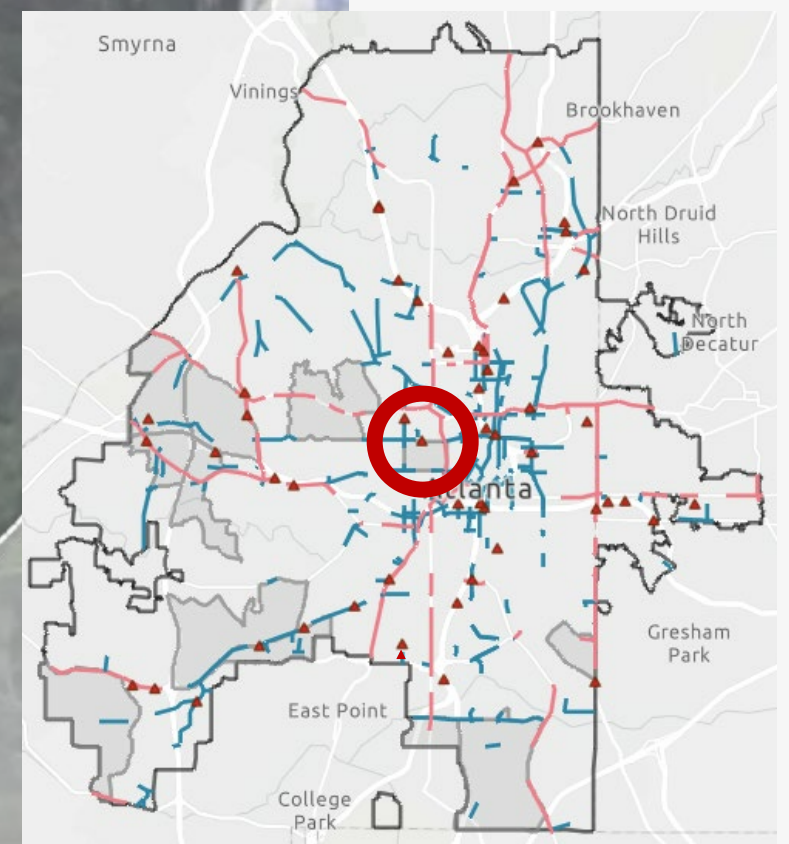 Smyrna
Vinings
Brookhaven
North Druid
Hills
North
Decatur
Atlanta
Gresham
Park
East Point
College
Park